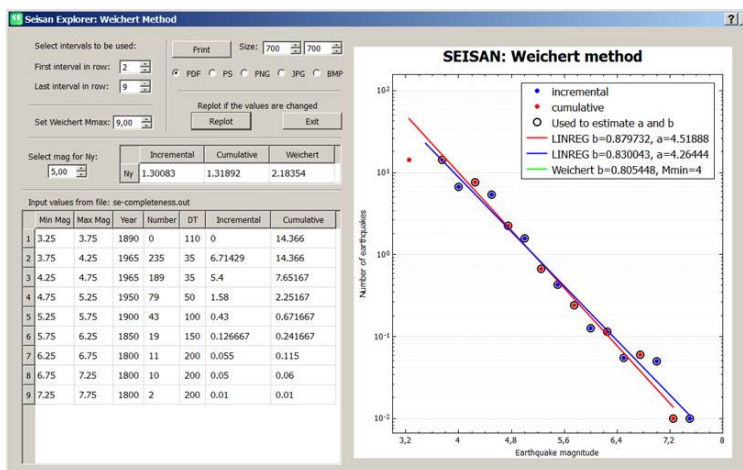 Seisan Explorer: Weichert Method
Select intervals to be used:
First interval in row: 2
Last interval in row: 9
Set Weichert Mmax: 9,00
Print Size: 700 700
PDF PS PNG JPG BMP
Replot if the values are changed
Replot Exit
Select mag for Ny:
5,00
Incremental Cumulative Weichert
Ny 1.30083 1.31892 2.18354
Input values from file: se-completeness.out
Min Mag Max Mag Year Number DT Incremental Cumulative
1 3.25 3.75 1890 0 110 0 14.366
2 3.75 4.25 1965 235 35 6.71429 14.366
3 4.25 4.75 1965 189 35 5.4 7.65167
4 4.75 5.25 1950 79 50 1.58 2.25167
5 5.25 5.75 1900 43 100 0.43 0.671667
6 5.75 6.25 1850 19 150 0.126667 0.241667
7 6.25 6.75 1800 11 200 0.055 0.115
8 6.75 7.25 1800 10 200 0.05 0.06
9 7.25 7.75 1800 2 200 0.01 0.01
SEISAN: Weichert method
incremental
cumulative
Used to estimate a and b
LINREG b=0.879732, a=4.51888
LINREG b=0.830043, a=4.26444
Weichert b=0.805448, Mmin=4
Number of earthquakes
10²
10¹
10⁰
10⁻¹
10⁻²
3,2 4 4,8 5,6 6,4 7,2 8
Earthquake magnitude